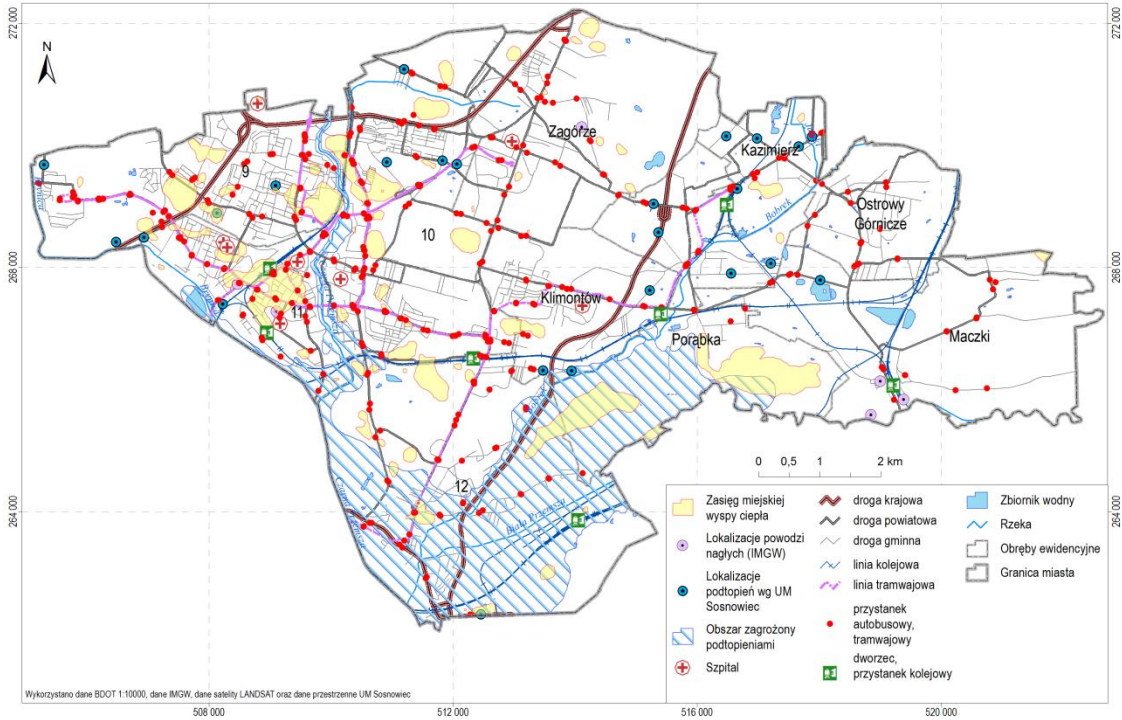 272 000
272 000
N
Zagórze
Kazimierz
9
Bobrek
Ostrowy
Górnicze
10
268 000
268 000
Klimontów
11
Porąbka
Maczki
Bobrek
0 0,5 1 2 km
12
264 000
264 000
Czarna Przemsza
Biała Przemsza
Zasięg miejskiej
wyspy ciepła
Lokalizacje powodzi
nagłych (IMGW)
Lokalizacje
podtopień wg UM
Sosnowiec
Obszar zagrożony
podtopieniami
Szpital
droga krajowa
droga powiatowa
droga gminna
linia kolejowa
linia tramwajowa
przystanek
autobusowy,
tramwajowy
dworzec,
przystanek kolejowy
Zbiornik wodny
Rzeka
Obręby ewidencyjne
Granica miasta
Wykorzystano dane BDOT 1:10000, dane IMGW, dane satelity LANDSAT oraz dane przestrzenne UM Sosnowiec
508 000
512 000
516 000
520 000